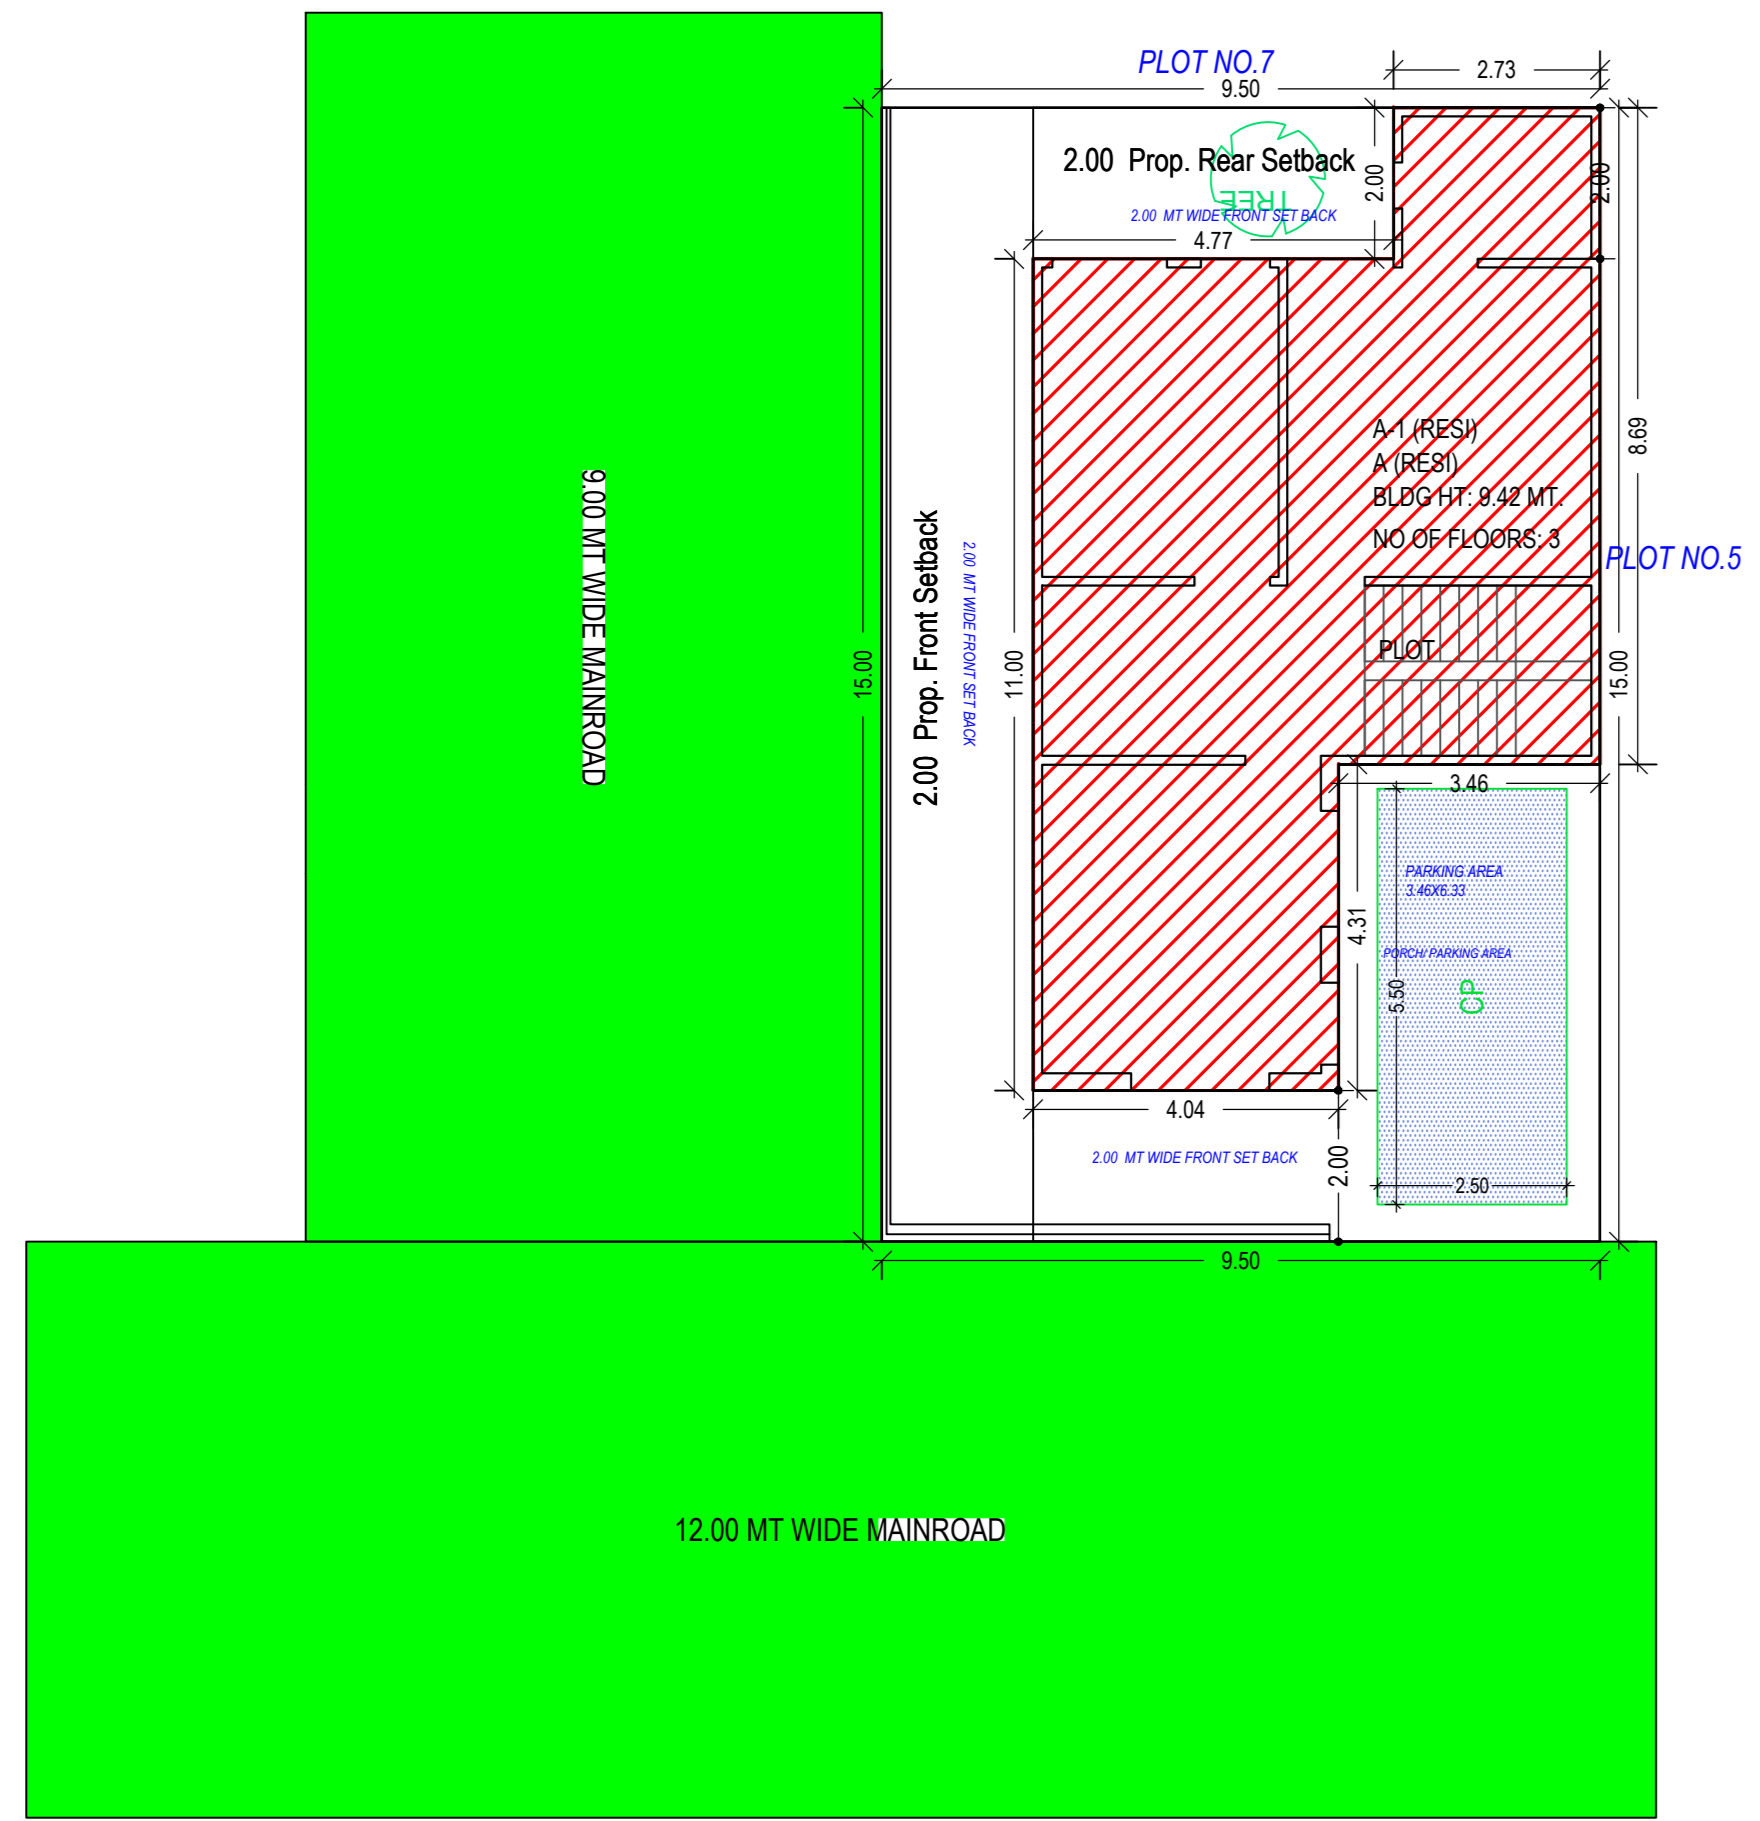 PLOT NO.7
2.73
9.50
2.00 Prop. Rear Setback
TREE
2.00
2.00
2.00 MT WIDE FRONT SET BACK
4.77
A-1 (RESI)
A (RESI)
BLDG HT: 9.42 MT.
NO OF FLOORS: 3
8.69
PLOT NO.5
9.00 MT WIDE MAINROAD
15.00
2.00 Prop. Front Setback
2.00 MT WIDE FRONT SET BACK
11.00
PLOT
15.00
3.46
PARKING AREA
3.46X6.33
4.31
PORCH/ PARKING AREA
5.50
CP
4.04
2.00 MT WIDE FRONT SET BACK
2.00
2.50
9.50
12.00 MT WIDE MAINROAD